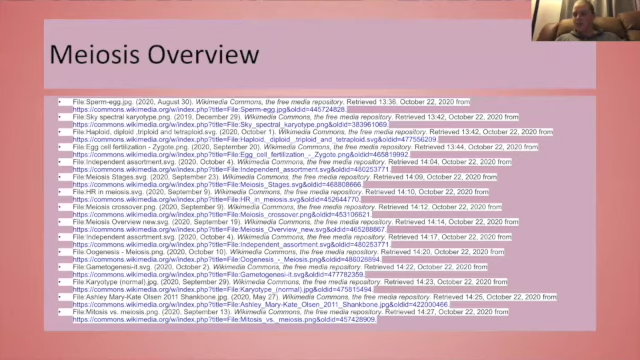 Meiosis Overview
• File:Sperm-egg.jpg. (2020, August 30). Wikimedia Commons, the free media repository. Retrieved 13:36, October 22, 2020 from
https://commons.wikimedia.org/w/index.php?title=File:Sperm-egg.jpg&oldid=445724828.
• File:Sky spectral karyotype.png. (2019, December 29). Wikimedia Commons, the free media repository. Retrieved 13:42, October 22, 2020 from
https://commons.wikimedia.org/w/index.php?title=File:Sky_spectral_karyotype.png&oldid=383961069.
• File:Haploid, diploid ,triploid and tetraploid.svg. (2020, October 1). Wikimedia Commons, the free media repository. Retrieved 13:42, October 22, 2020 from
https://commons.wikimedia.org/w/index.php?title=File:Haploid,_diploid_,triploid_and_tetraploid.svg&oldid=477556209.
• File:Egg cell fertilization - Zygote.png. (2020, September 20). Wikimedia Commons, the free media repository. Retrieved 13:44, October 22, 2020 from
https://commons.wikimedia.org/w/index.php?title=File:Egg_cell_fertilization_-_Zygote.png&oldid=465819992.
• File:Independent assortment.svg. (2020, October 4). Wikimedia Commons, the free media repository. Retrieved 14:04, October 22, 2020 from
https://commons.wikimedia.org/w/index.php?title=File:Independent_assortment.svg&oldid=480253771.
• File:Meiosis Stages.svg. (2020, September 23). Wikimedia Commons, the free media repository. Retrieved 14:09, October 22, 2020 from
https://commons.wikimedia.org/w/index.php?title=File:Meiosis_Stages.svg&oldid=468808666.
• File:HR in meiosis.svg. (2020, September 9). Wikimedia Commons, the free media repository. Retrieved 14:10, October 22, 2020 from
https://commons.wikimedia.org/w/index.php?title=File:HR_in_meiosis.svg&oldid=452644770.
• File:Meiosis crossover.png. (2020, September 9). Wikimedia Commons, the free media repository. Retrieved 14:12, October 22, 2020 from
https://commons.wikimedia.org/w/index.php?title=File:Meiosis_crossover.png&oldid=453106621.
• File:Meiosis Overview new.svg. (2020, September 19). Wikimedia Commons, the free media repository. Retrieved 14:14, October 22, 2020 from
https://commons.wikimedia.org/w/index.php?title=File:Meiosis_Overview_new.svg&oldid=465288867.
• File:Independent assortment.svg. (2020, October 4). Wikimedia Commons, the free media repository. Retrieved 14:17, October 22, 2020 from
https://commons.wikimedia.org/w/index.php?title=File:Independent_assortment.svg&oldid=480253771.
• File:Oogenesis - Meiosis.png. (2020, October 10). Wikimedia Commons, the free media repository. Retrieved 14:20, October 22, 2020 from
https://commons.wikimedia.org/w/index.php?title=File:Oogenesis_-_Meiosis.png&oldid=486028894.
• File:Gametogenesi-it.svg. (2020, October 2). Wikimedia Commons, the free media repository. Retrieved 14:22, October 22, 2020 from
https://commons.wikimedia.org/w/index.php?title=File:Gametogenesi-it.svg&oldid=477782359.
• File:Karyotype (normal).jpg. (2020, September 29). Wikimedia Commons, the free media repository. Retrieved 14:23, October 22, 2020 from
https://commons.wikimedia.org/w/index.php?title=File:Karyotype_(normal).jpg&oldid=475815494.
• File:Ashley Mary-Kate Olsen 2011 Shankbone.jpg. (2020, May 27). Wikimedia Commons, the free media repository. Retrieved 14:25, October 22, 2020 from
https://commons.wikimedia.org/w/index.php?title=File:Ashley_Mary-Kate_Olsen_2011_Shankbone.jpg&oldid=422000466.
• File:Mitosis vs. meiosis.png. (2020, September 13). Wikimedia Commons, the free media repository. Retrieved 14:27, October 22, 2020 from
https://commons.wikimedia.org/w/index.php?title=File:Mitosis_vs._meiosis.png&oldid=457428909.